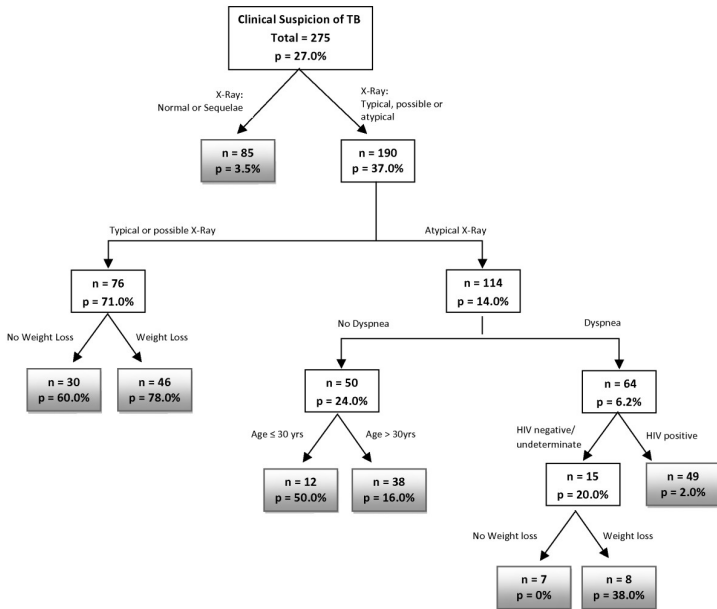 Clinical Suspicion of TB
Total = 275
p = 27.0%
X-Ray:
Normal or Sequelae
X-Ray:
Typical, possible or
atypical
n = 85
p = 3.5%
n = 190
p = 37.0%
Typical or possible X-Ray
Atypical X-Ray
n = 76
p = 71.0%
n = 114
p = 14.0%
No Weight Loss
Weight Loss
No Dyspnea
Dyspnea
n = 30
p = 60.0%
n = 46
p = 78.0%
n = 50
p = 24.0%
n = 64
p = 6.2%
Age ≤ 30 yrs
Age > 30yrs
HIV negative/
undeterminate
HIV positive
n = 12
p = 50.0%
n = 38
p = 16.0%
n = 15
p = 20.0%
n = 49
p = 2.0%
No Weight loss
Weight loss
n = 7
p = 0%
n = 8
p = 38.0%